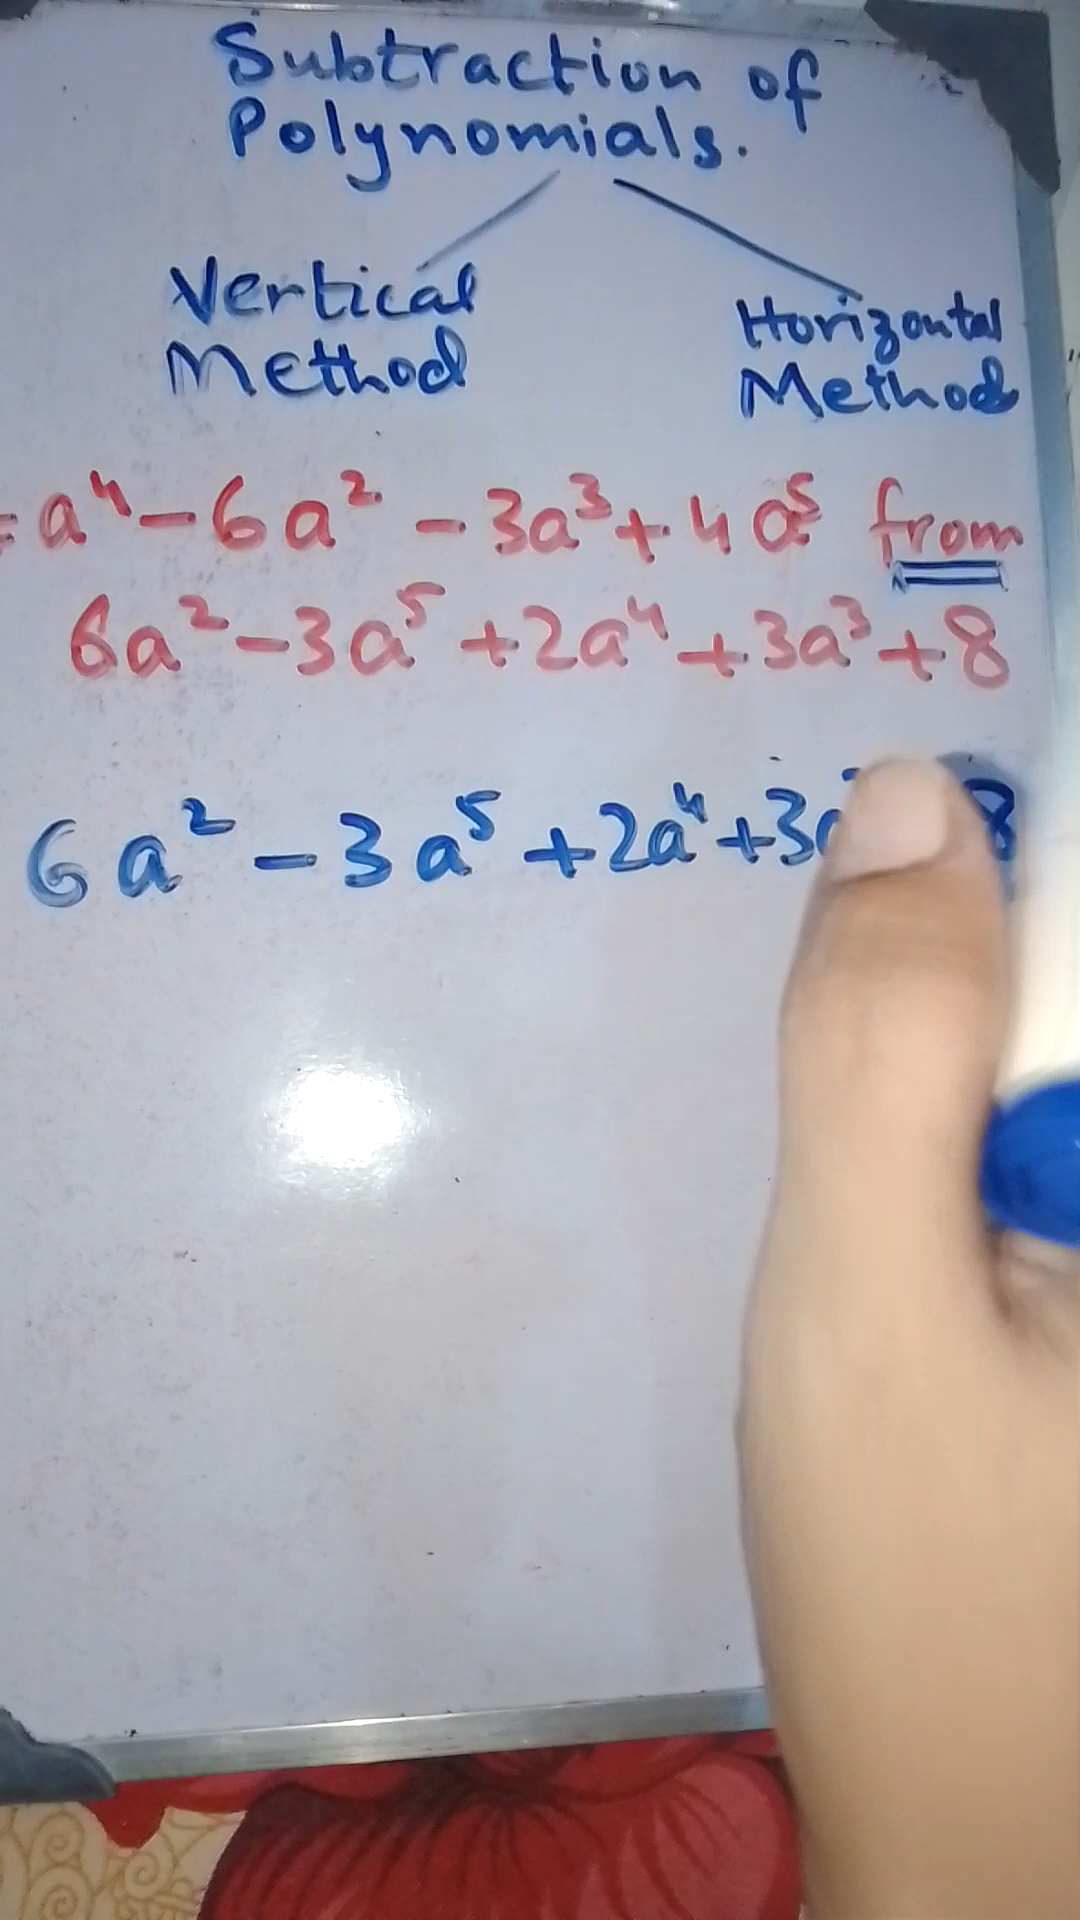 Subtraction of
Polynomials.
Vertical
Method
Horizontal
Method
= a⁴ - 6a² - 3a³ + 4a⁵ from
6a² - 3a⁵ + 2a⁴ + 3a³ + 8
6a² - 3a⁵ + 2a⁴ + 3 8